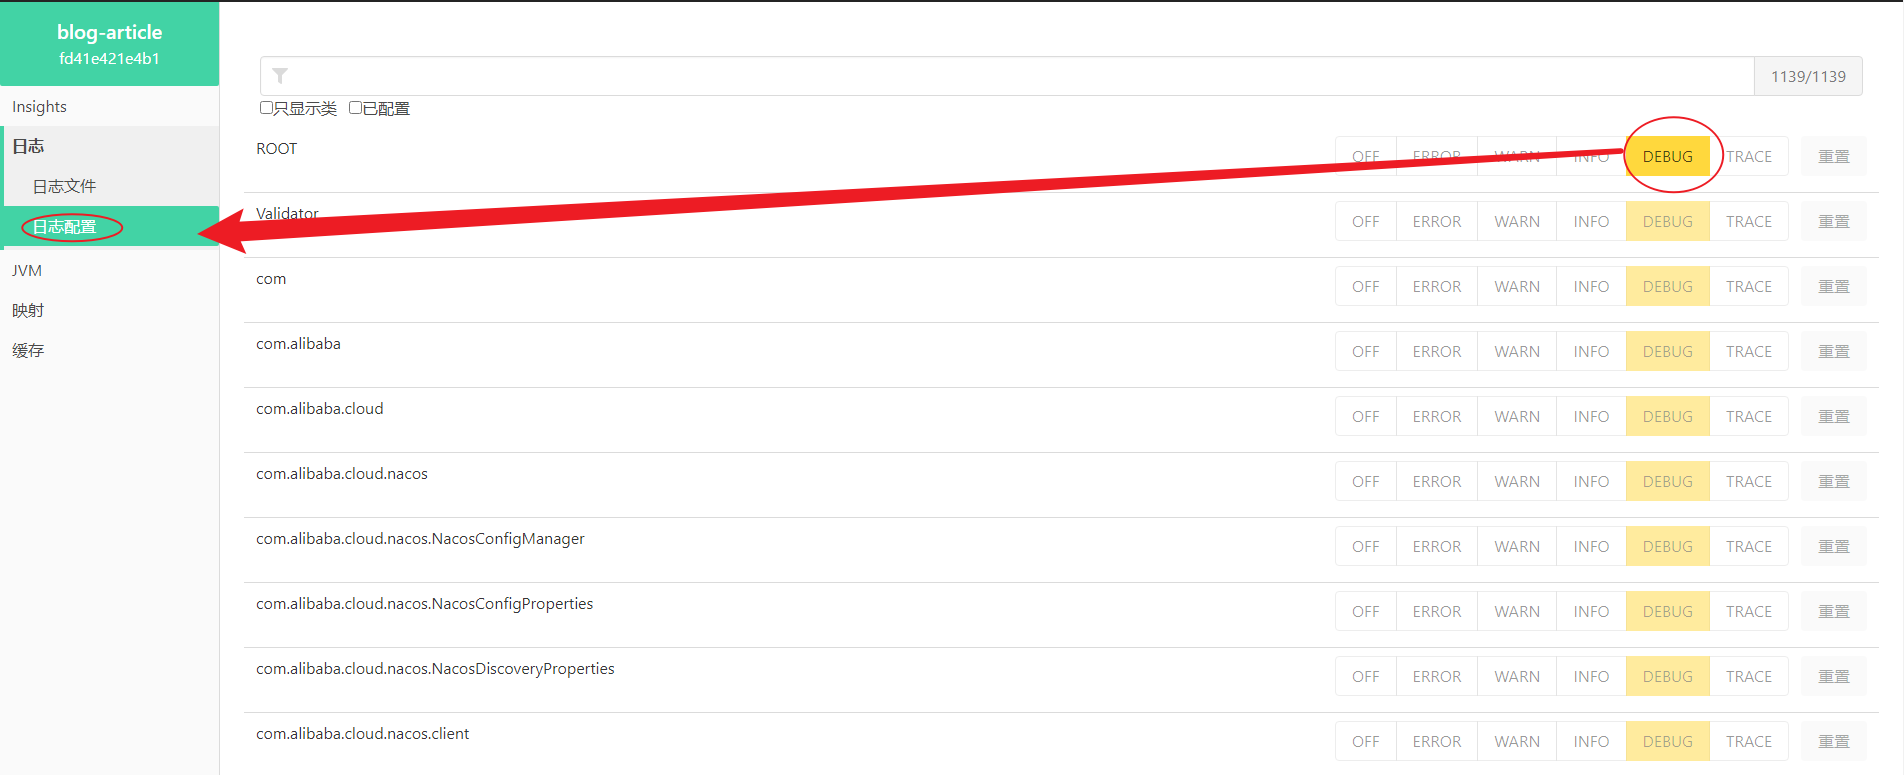 blog-article
fd41e421e4b1
Insights
日志
日志文件
日志配置
JVM
映射
缓存
1139/1139
只显示类 已配置
ROOT OFF ERROR WARN INFO DEBUG TRACE 重置
Validator OFF ERROR WARN INFO DEBUG TRACE 重置
com OFF ERROR WARN INFO DEBUG TRACE 重置
com.alibaba OFF ERROR WARN INFO DEBUG TRACE 重置
com.alibaba.cloud OFF ERROR WARN INFO DEBUG TRACE 重置
com.alibaba.cloud.nacos OFF ERROR WARN INFO DEBUG TRACE 重置
com.alibaba.cloud.nacos.NacosConfigManager OFF ERROR WARN INFO DEBUG TRACE 重置
com.alibaba.cloud.nacos.NacosConfigProperties OFF ERROR WARN INFO DEBUG TRACE 重置
com.alibaba.cloud.nacos.NacosDiscoveryProperties OFF ERROR WARN INFO DEBUG TRACE 重置
com.alibaba.cloud.nacos.client OFF ERROR WARN INFO DEBUG TRACE 重置